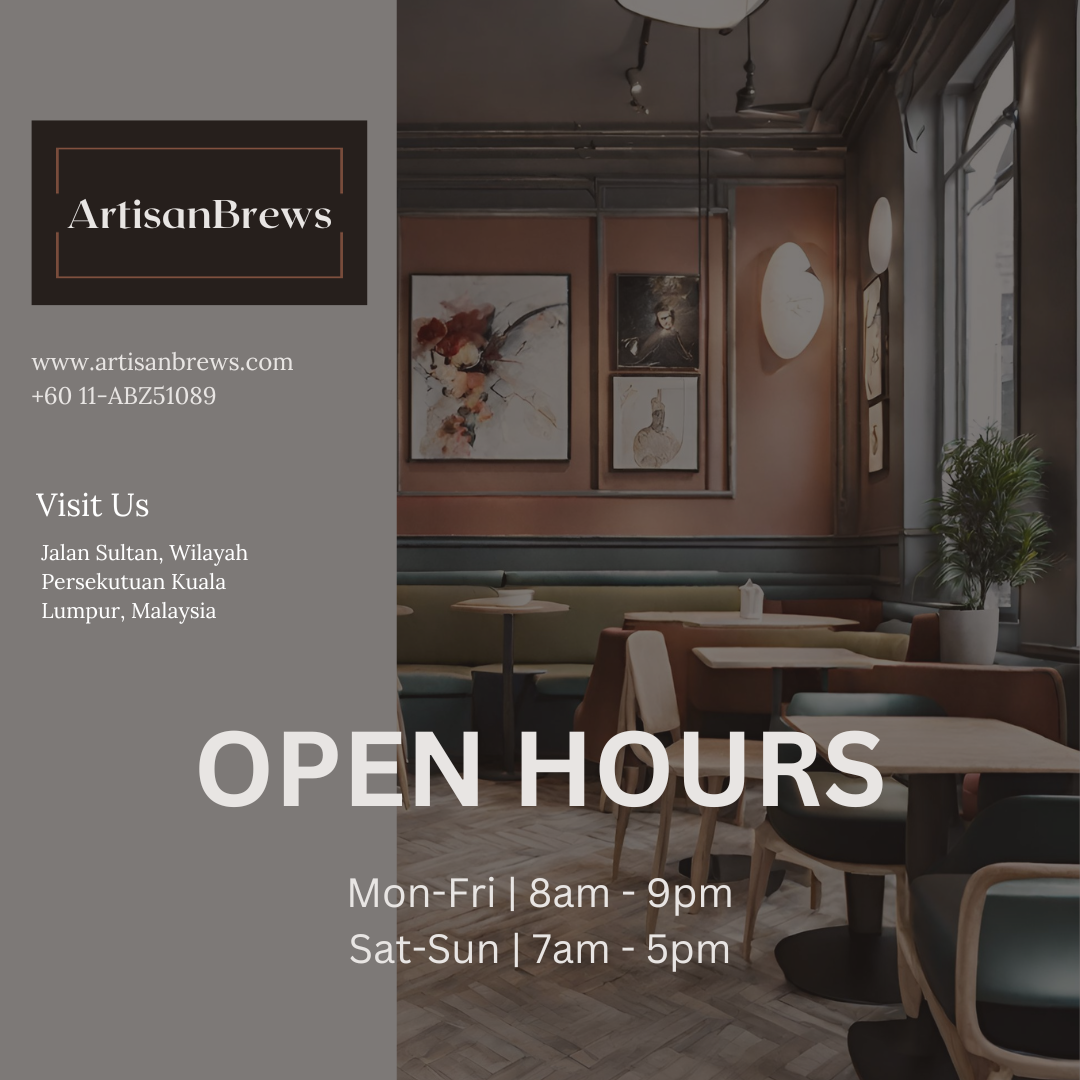 ArtisanBrews
www.artisanbrews.com
+60 11-ABZ51089
Visit Us
Jalan Sultan, Wilayah
Persekutuan Kuala
Lumpur, Malaysia
OPEN HOURS
Mon-Fri | 8am - 9pm
Sat-Sun | 7am - 5pm